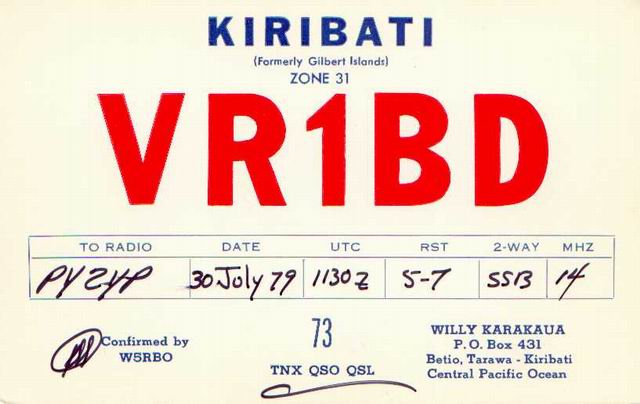 KIRIBATI
(Formerly Gilbert Islands)
ZONE 31
VR1BD
TO RADIO DATE UTC RST 2-WAY MHZ
PY2YP 30 July 79 1130 Z 5-7 SSB 14
Confirmed by
W5RBO
73
TNX QSO QSL
WILLY KARAKAUA
P. O. Box 431
Betio, Tarawa - Kiribati
Central Pacific Ocean